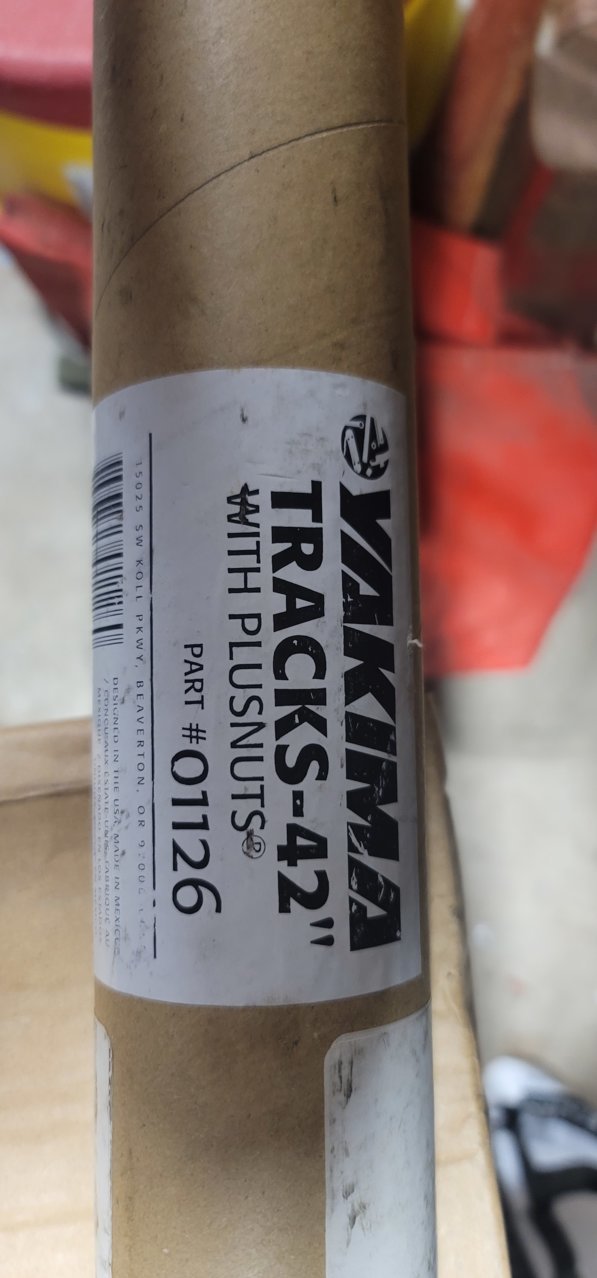 YAKIMA
TRACKS-42"
WITH PLUSNUTS®
PART #01126
15025 SW KOLL PKWY, BEAVERTON, OR
DESIGNED IN THE USA, MADE IN MEXICO